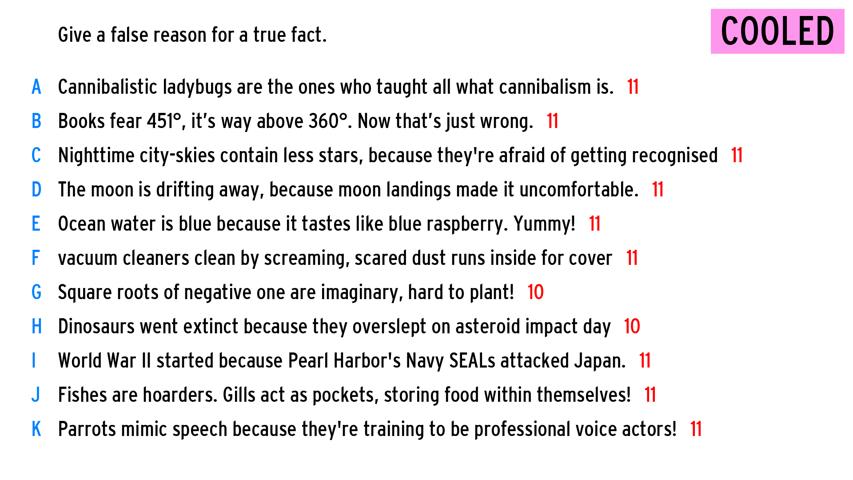 Give a false reason for a true fact.
COOLED
A Cannibalistic ladybugs are the ones who taught all what cannibalism is. 11
B Books fear 451°, it's way above 360°. Now that's just wrong. 11
C Nighttime city-skies contain less stars, because they're afraid of getting recognised 11
D The moon is drifting away, because moon landings made it uncomfortable. 11
E Ocean water is blue because it tastes like blue raspberry. Yummy! 11
F vacuum cleaners clean by screaming, scared dust runs inside for cover 11
G Square roots of negative one are imaginary, hard to plant! 10
H Dinosaurs went extinct because they overslept on asteroid impact day 10
I World War II started because Pearl Harbor's Navy SEALs attacked Japan. 11
J Fishes are hoarders. Gills act as pockets, storing food within themselves! 11
K Parrots mimic speech because they're training to be professional voice actors! 11